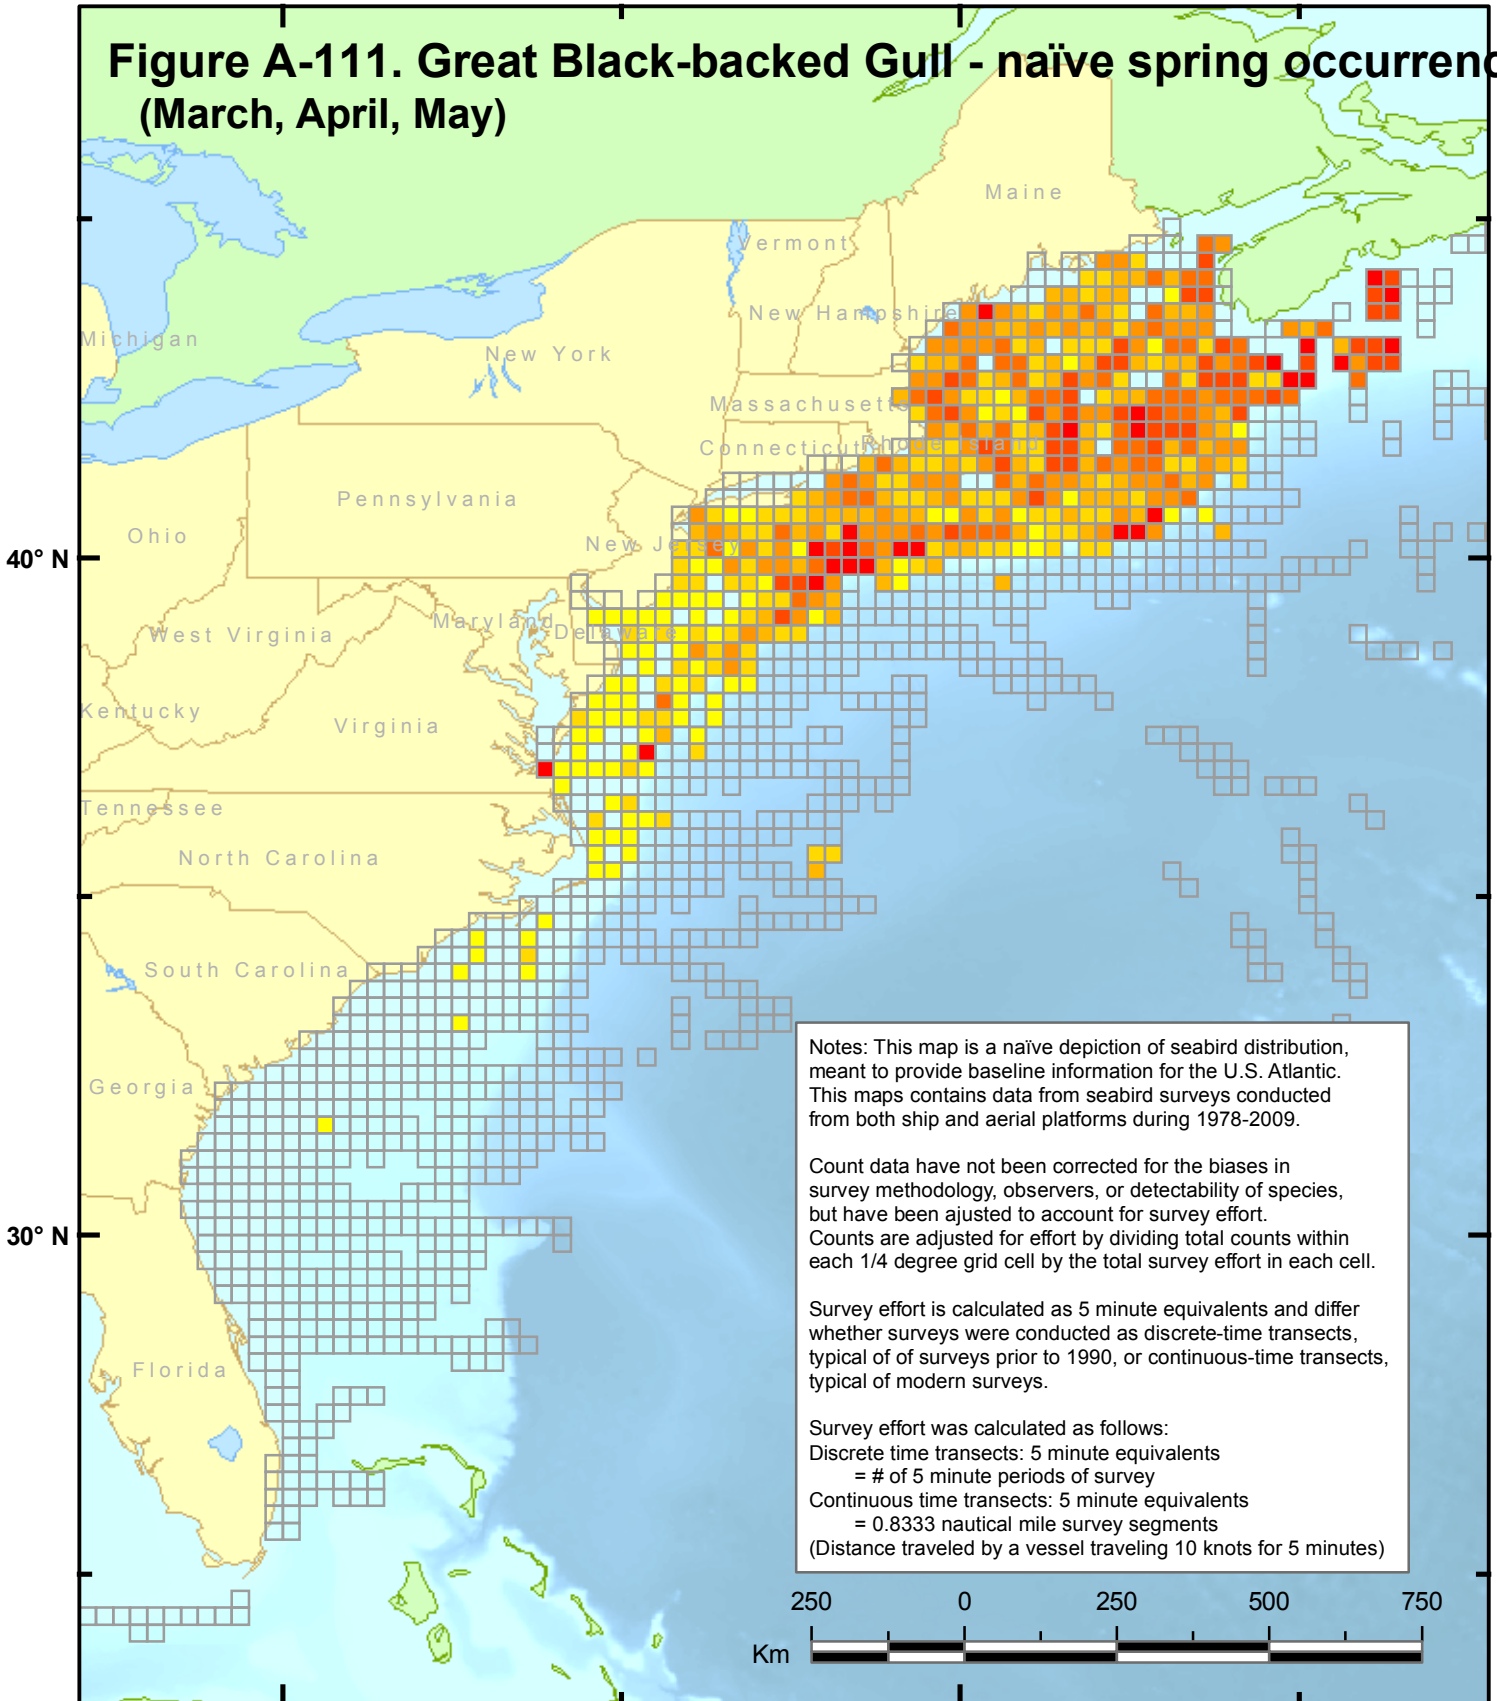 Figure A-111. Great Black-backed Gull - naïve spring occurrenc
(March, April, May)
Maine
Vermont
New Hampshire
Michigan
New York
Massachusetts
Connecticut
Rhode Island
Pennsylvania
Ohio
New Jersey
40° N
West Virginia
Maryland
Delaware
Kentucky
Virginia
Tennessee
North Carolina
South Carolina
Georgia
30° N
Florida
Notes: This map is a naïve depiction of seabird distribution,
meant to provide baseline information for the U.S. Atlantic.
This maps contains data from seabird surveys conducted
from both ship and aerial platforms during 1978-2009.
Count data have not been corrected for the biases in
survey methodology, observers, or detectability of species,
but have been ajusted to account for survey effort.
Counts are adjusted for effort by dividing total counts within
each 1/4 degree grid cell by the total survey effort in each cell.
Survey effort is calculated as 5 minute equivalents and differ
whether surveys were conducted as discrete-time transects,
typical of of surveys prior to 1990, or continuous-time transects,
typical of modern surveys.
Survey effort was calculated as follows:
Discrete time transects: 5 minute equivalents
= # of 5 minute periods of survey
Continuous time transects: 5 minute equivalents
= 0.8333 nautical mile survey segments
(Distance traveled by a vessel traveling 10 knots for 5 minutes)
250 0 250 500 750
Km